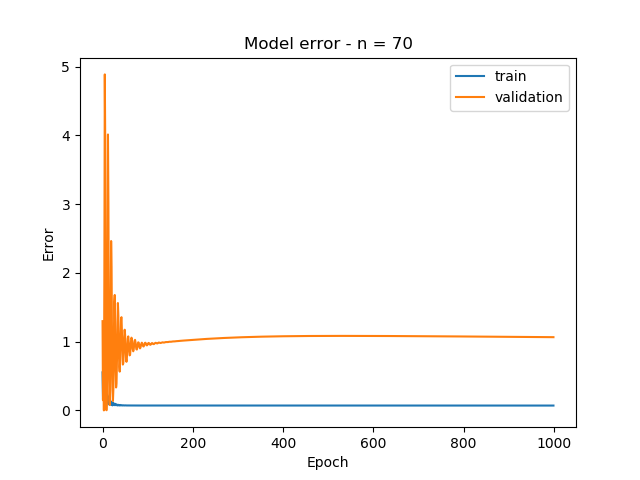 Model error - n = 70
train
validation
Error
5
4
3
2
1
0
0 200 400 600 800 1000
Epoch